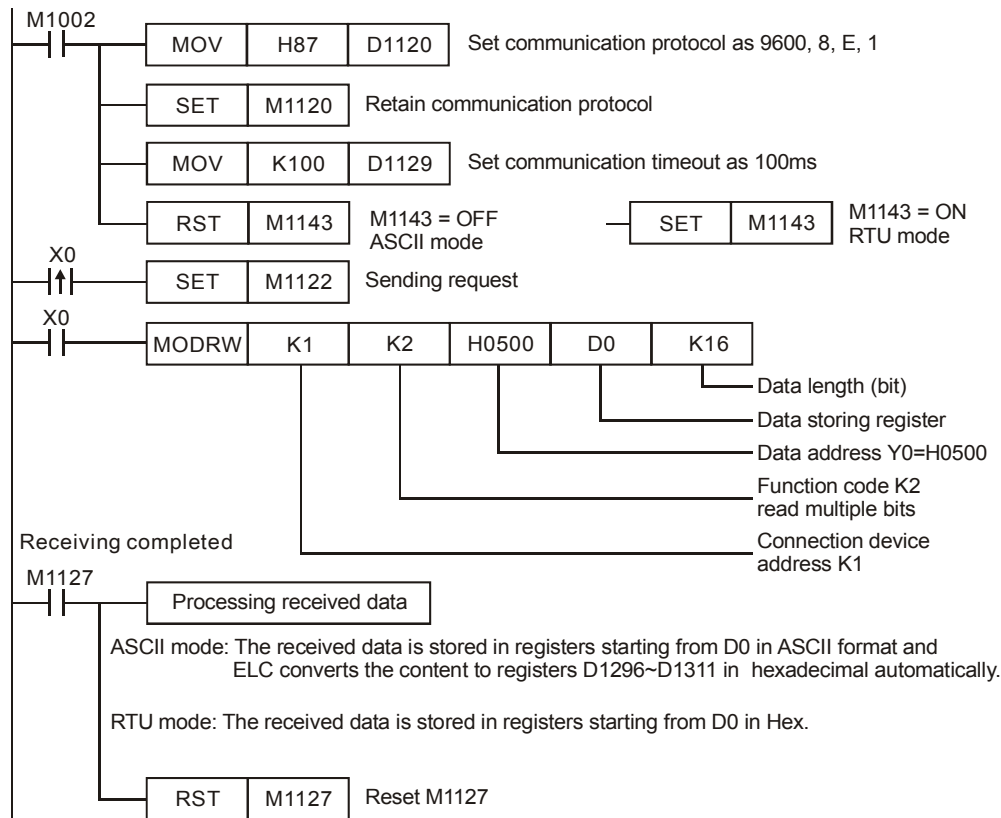 M1002
MOV H87 D1120 Set communication protocol as 9600, 8, E, 1
SET M1120 Retain communication protocol
MOV K100 D1129 Set communication timeout as 100ms
RST M1143 M1143 = OFF
ASCII mode
SET M1143 M1143 = ON
RTU mode
X0
SET M1122 Sending request
X0
MODRW K1 K2 H0500 D0 K16
Data length (bit)
Data storing register
Data address Y0=H0500
Function code K2
read multiple bits
Connection device
address K1
Receiving completed
M1127
Processing received data
ASCII mode: The received data is stored in registers starting from D0 in ASCII format and
ELC converts the content to registers D1296~D1311 in hexadecimal automatically.
RTU mode: The received data is stored in registers starting from D0 in Hex.
RST M1127 Reset M1127